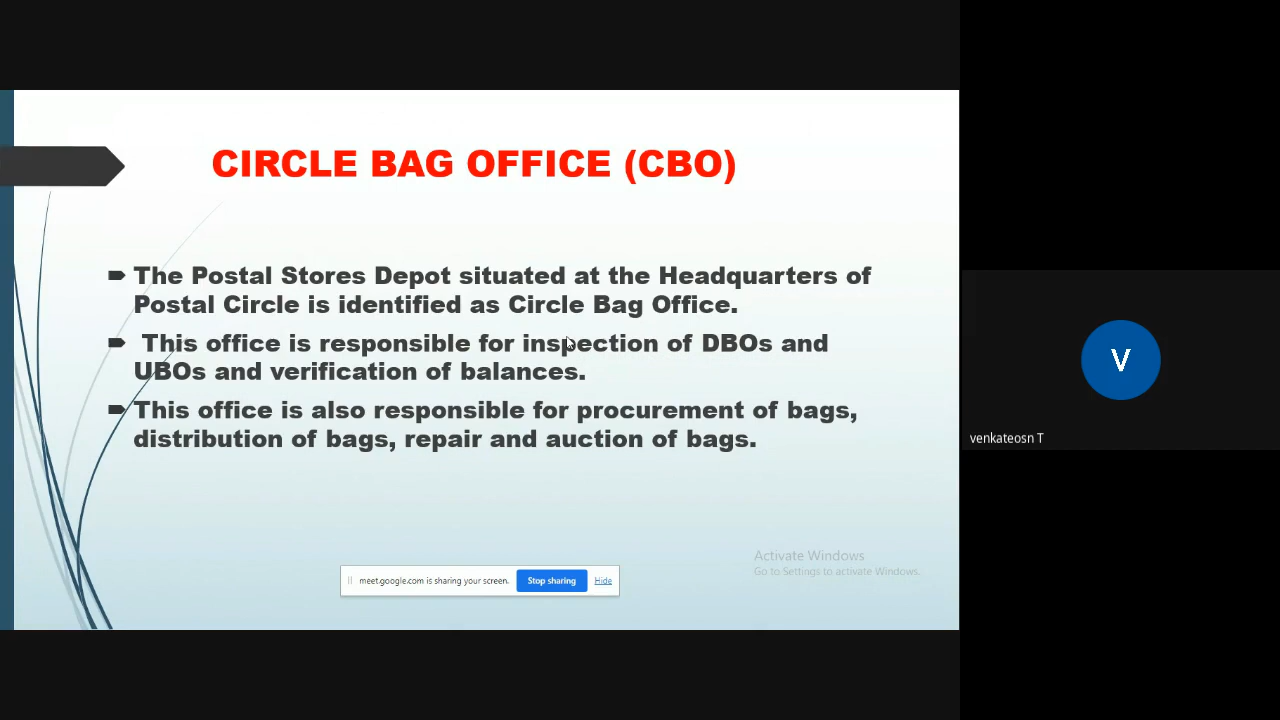 CIRCLE BAG OFFICE (CBO)
The Postal Stores Depot situated at the Headquarters of
Postal Circle is identified as Circle Bag Office.
This office is responsible for inspection of DBOs and
UBOs and verification of balances.
This office is also responsible for procurement of bags,
distribution of bags, repair and auction of bags.
Activate Windows
Go to Settings to activate Windows.
meet.google.com is sharing your screen. Stop sharing Hide
V
venkateosn T